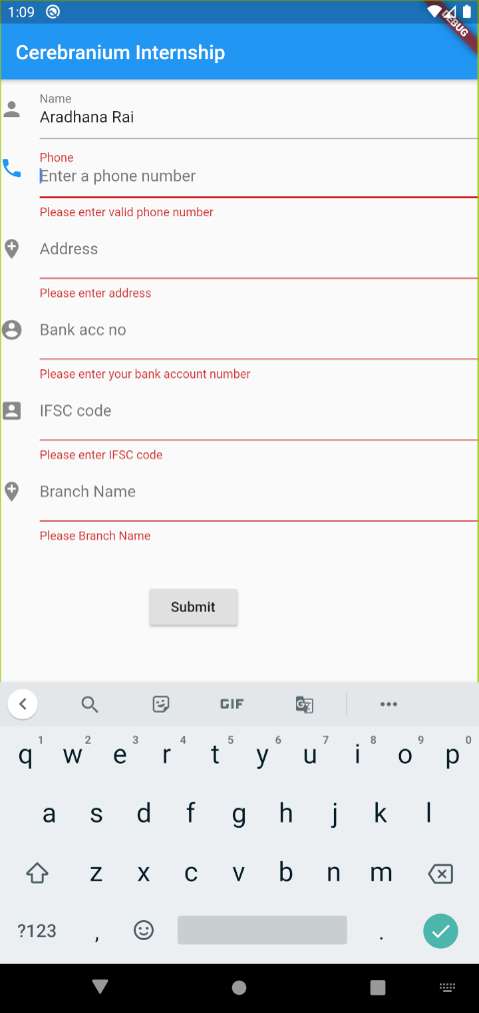 1:09
DEBUG
Cerebranium Internship
Name
Aradhana Rai
Phone
Enter a phone number
Please enter valid phone number
Address
Please enter address
Bank acc no
Please enter your bank account number
IFSC code
Please enter IFSC code
Branch Name
Please Branch Name
Submit
GIF
1 2 3 4 5 6 7 8 9 0
q w e r t y u i o p
a s d f g h j k l
z x c v b n m
?123 , .